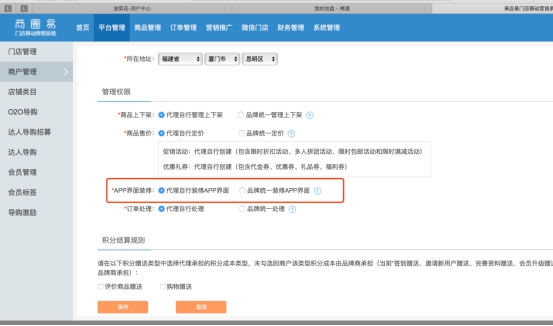 油菜花-用户中心
我的地盘 - 禅道
来店易门店移动营销系
商圈易
门店移动营销系统
首页 平台管理 商品管理 订单管理 营销推广 微信门店 财务管理 系统管理
门店管理
商户管理
店铺类目
O2O导购
达人导购招募
达人导购
会员管理
会员标签
导购激励
*所在地址: 福建省 厦门市 思明区
管理权限
*商品上下架: 代理自行管理上下架 品牌统一管理上下架 ?
*商品售价: 代理自行定价 品牌统一定价 ?
促销活动: 代理自行创建（包含限时折扣活动、多人拼团活动、限时包邮活动和限时满减活动）
优惠礼券: 代理自行创建（包含代金券、优惠券、礼品券、福利券）
*APP界面装修: 代理自行装修APP界面 品牌统一装修APP界面 ?
*订单处理: 代理自行处理 品牌统一处理 ?
积分结算规则
请在以下积分赠送类型中选择代理承担的积分成本类型，未勾选则商户该类型积分成本由品牌商承担（当前"签到赠送、邀请新用户赠送、完善资料赠送、会员升级赠
品牌商承担）:
评价商品赠送 购物赠送
保存 取消